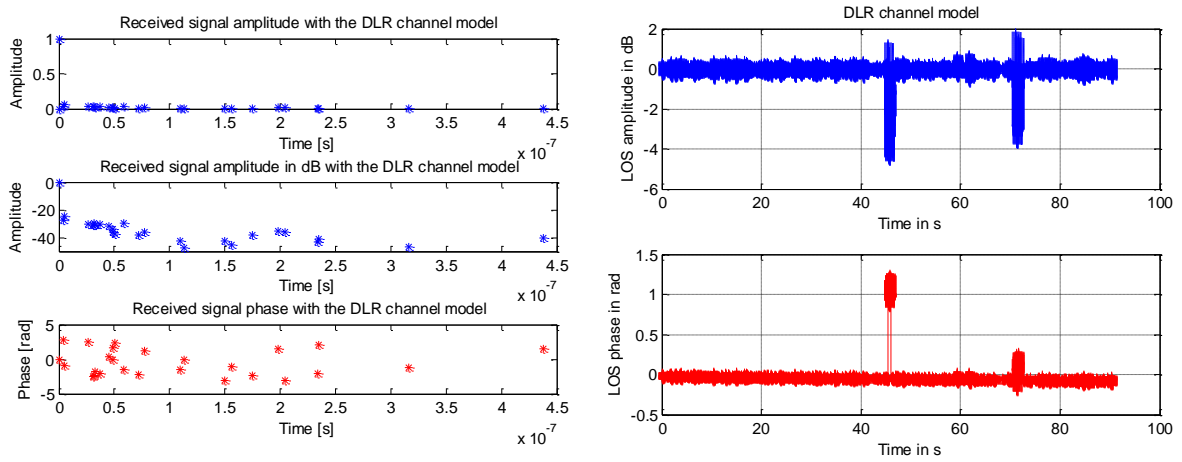 Received signal amplitude with the DLR channel model
Amplitude
1
0.5
0
0 0.5 1 1.5 2 2.5 3 3.5 4 4.5
Time [s]
x 10-7
Received signal amplitude in dB with the DLR channel model
Amplitude
0
-20
-40
0 0.5 1 1.5 2 2.5 3 3.5 4 4.5
Time [s]
x 10-7
Received signal phase with the DLR channel model
Phase [rad]
5
0
-5
0 0.5 1 1.5 2 2.5 3 3.5 4 4.5
Time [s]
x 10-7
DLR channel model
LOS amplitude in dB
2
0
-2
-4
-6
0 20 40 60 80 100
Time in s
LOS phase in rad
1.5
1
0.5
0
-0.5
0 20 40 60 80 100
Time in s